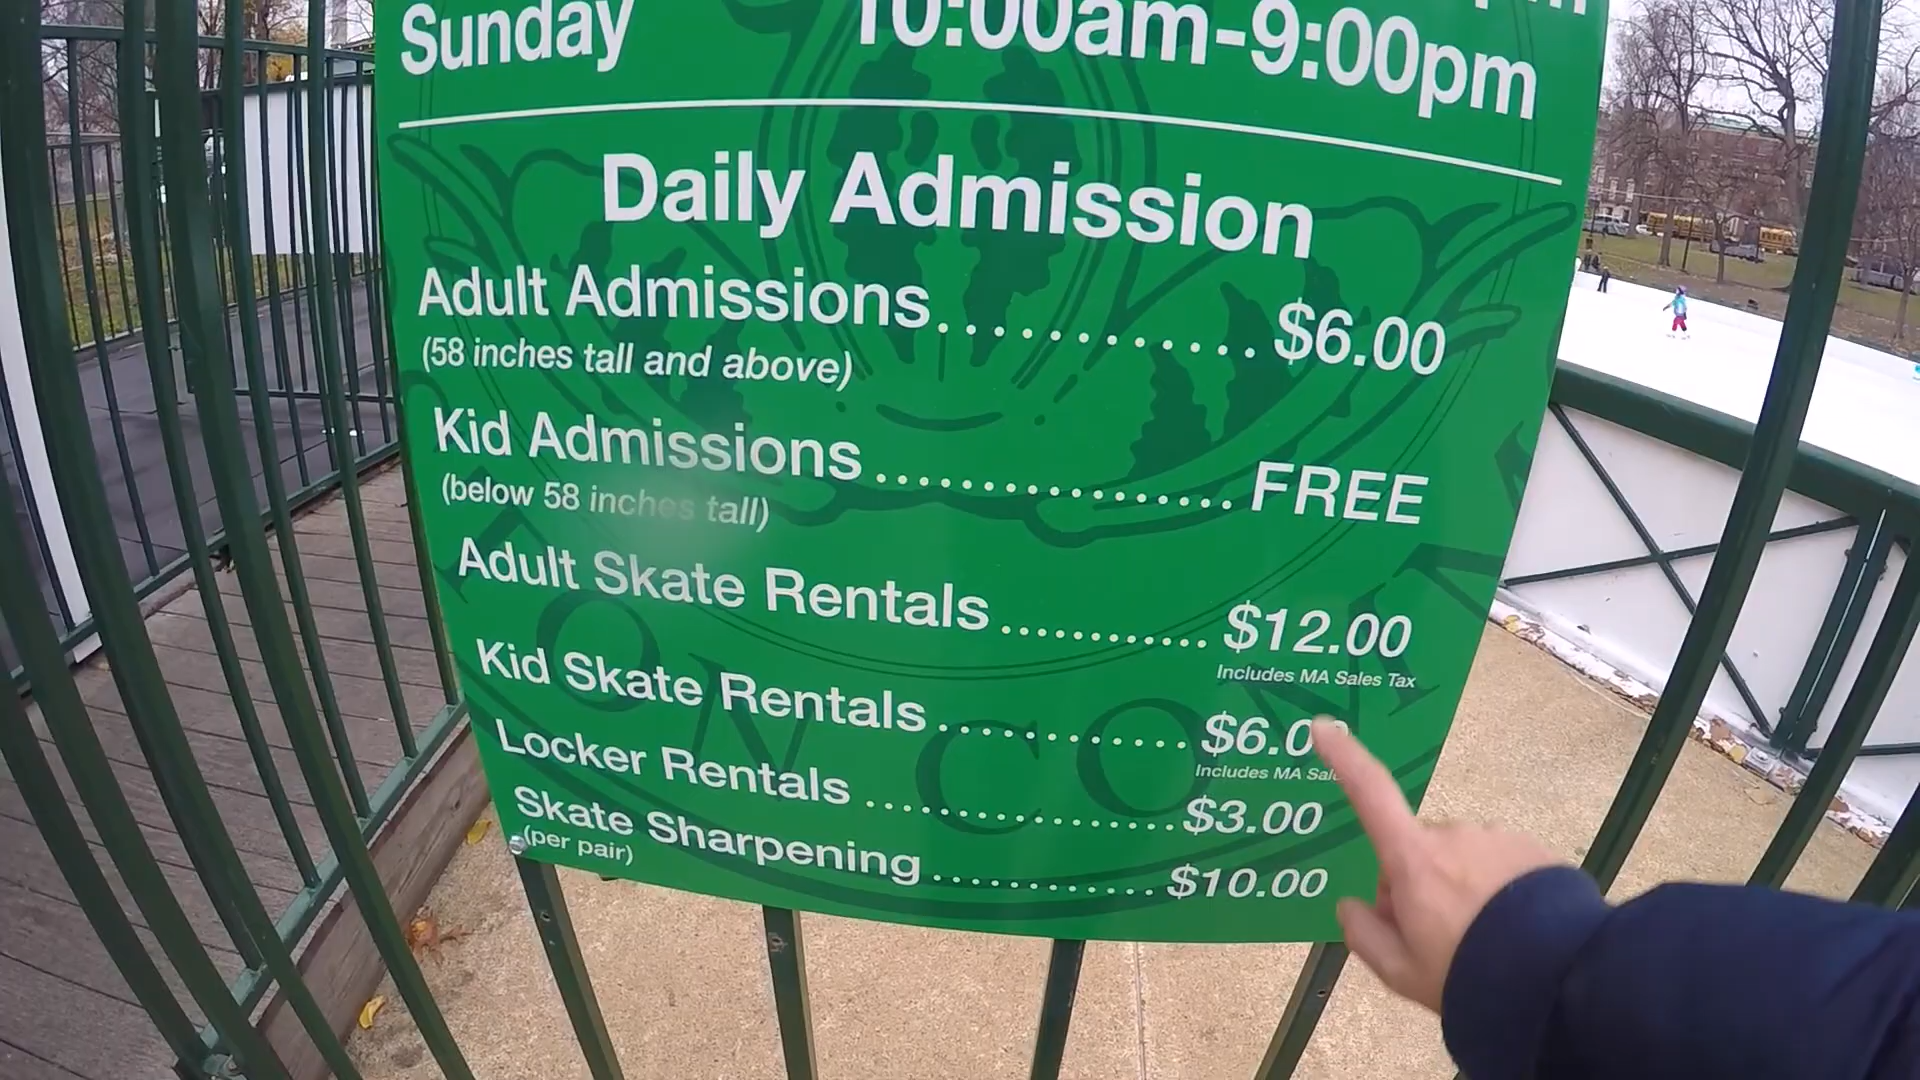 Sunday 10:00am-9:00pm
Daily Admission
Adult Admissions............$6.00
(58 inches tall and above)
Kid Admissions.................FREE
(below 58 inches tall)
Adult Skate Rentals............$12.00
Includes MA Sales Tax
Kid Skate Rentals............$6.00
Includes MA
Locker Rentals..................$3.00
Skate Sharpening.............$10.00
(per pair)